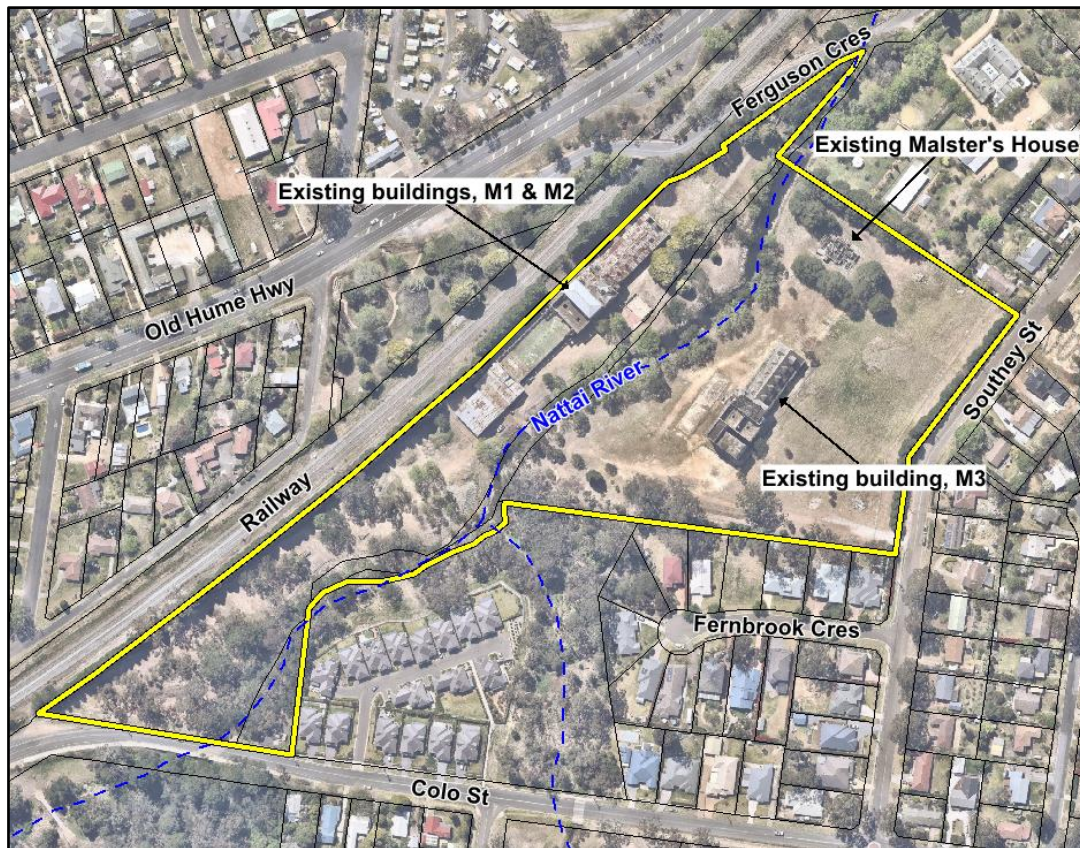 Ferguson Cres
Existing Malster's House
Existing buildings, M1 & M2
Old Hume Hwy
Nattai River
Southey St
Existing building, M3
Railway
Fernbrook Cres
Colo St